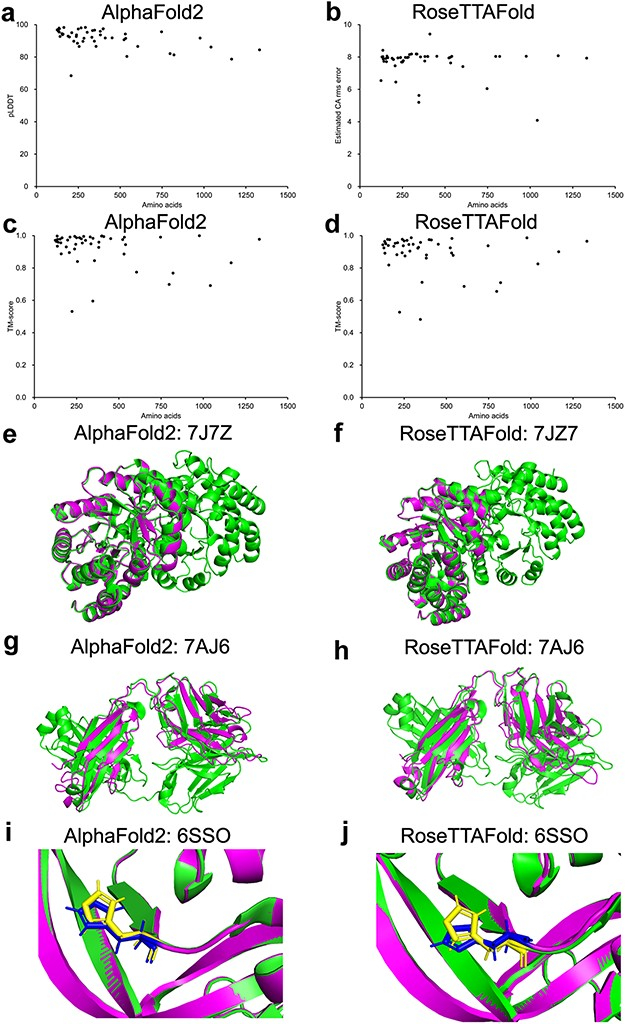 a AlphaFold2 b RoseTTAFold
100
80
60
40
20
0
pLDDT
0 250 500 750 1000 1250 1500
Amino acids
10
8
6
4
2
0
Estimated CA rms error
0 250 500 750 1000 1250 1500
Amino acids
c AlphaFold2 d RoseTTAFold
1.0
0.8
0.6
0.4
0.2
0.0
TM-score
0 250 500 750 1000 1250 1500
Amino acids
1.0
0.8
0.6
0.4
0.2
0.0
TM-score
0 250 500 750 1000 1250 1500
Amino acids
e AlphaFold2: 7J7Z f RoseTTAFold: 7JZ7
g AlphaFold2: 7AJ6 h RoseTTAFold: 7AJ6
i AlphaFold2: 6SSO j RoseTTAFold: 6SSO